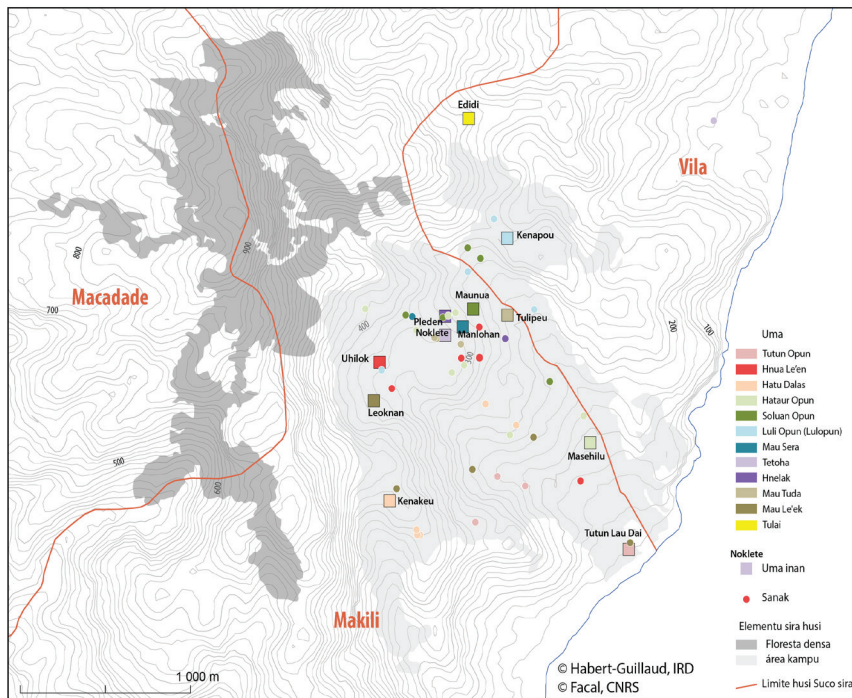 Edidi
Vila
Kenapou
900
800
Macadade
700
Maunua
Tulipeu
400
Pleden
Noklete
Manlohan
200
100
Uhilok
300
Leoknan
Masehilu
500
600
Kenakeu
Tutun Lau Dai
Makili
1 000 m
© Habert-Guillaud, IRD
© Facal, CNRS
Uma
Tutun Opun
Hnua Le'en
Hatu Dalas
Hataur Opun
Soluan Opun
Luli Opun (Lulopun)
Mau Sera
Tetoha
Hnelak
Mau Tuda
Mau Le'ek
Tulai
Noklete
Uma inan
Sanak
Elementu sira husi
Floresta densa
área kampu
Limite husi Suco sira